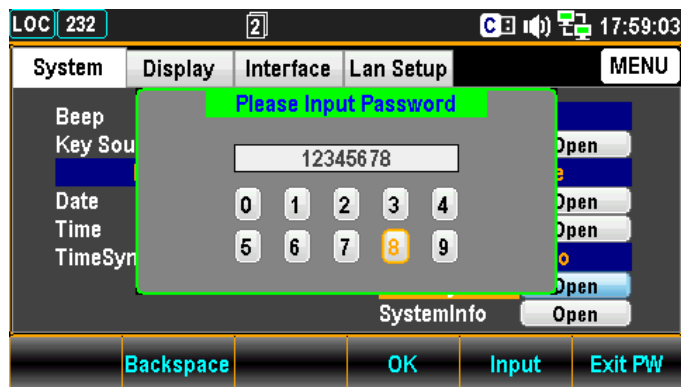 LOC 232 2 C 17:59:03
System Display Interface Lan Setup MENU
Please Input Password
Beep
Key Sou Open
12345678
Date 0 1 2 3 4 Open
Time Open
5 6 7 8 9
TimeSyn
Open
SystemInfo Open
Backspace OK Input Exit PW